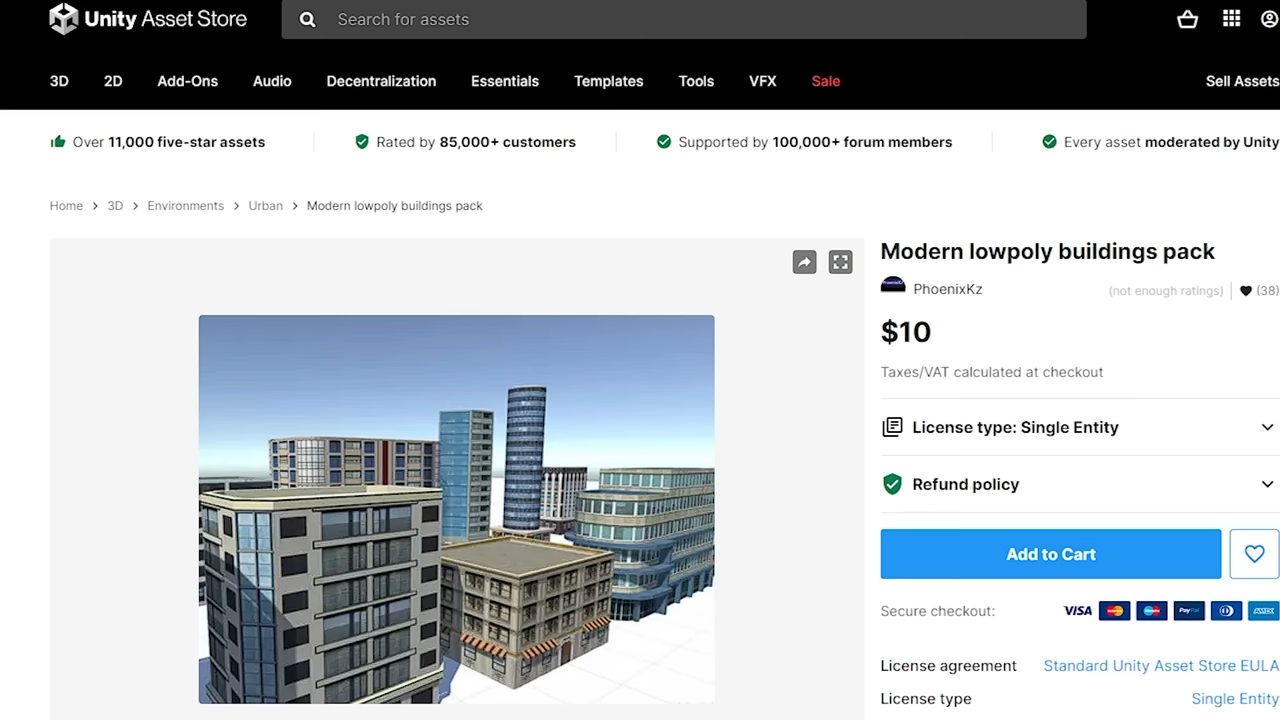 Unity Asset Store
Search for assets
3D 2D Add-Ons Audio Decentralization Essentials Templates Tools VFX Sale Sell Assets
Over 11,000 five-star assets Rated by 85,000+ customers Supported by 100,000+ forum members Every asset moderated by Unity
Home > 3D > Environments > Urban > Modern lowpoly buildings pack
Modern lowpoly buildings pack
PhoenixKz (not enough ratings) (38)
$10
Taxes/VAT calculated at checkout
License type: Single Entity
Refund policy
Add to Cart
Secure checkout: VISA PayPal AMEX
License agreement Standard Unity Asset Store EULA
License type Single Entity